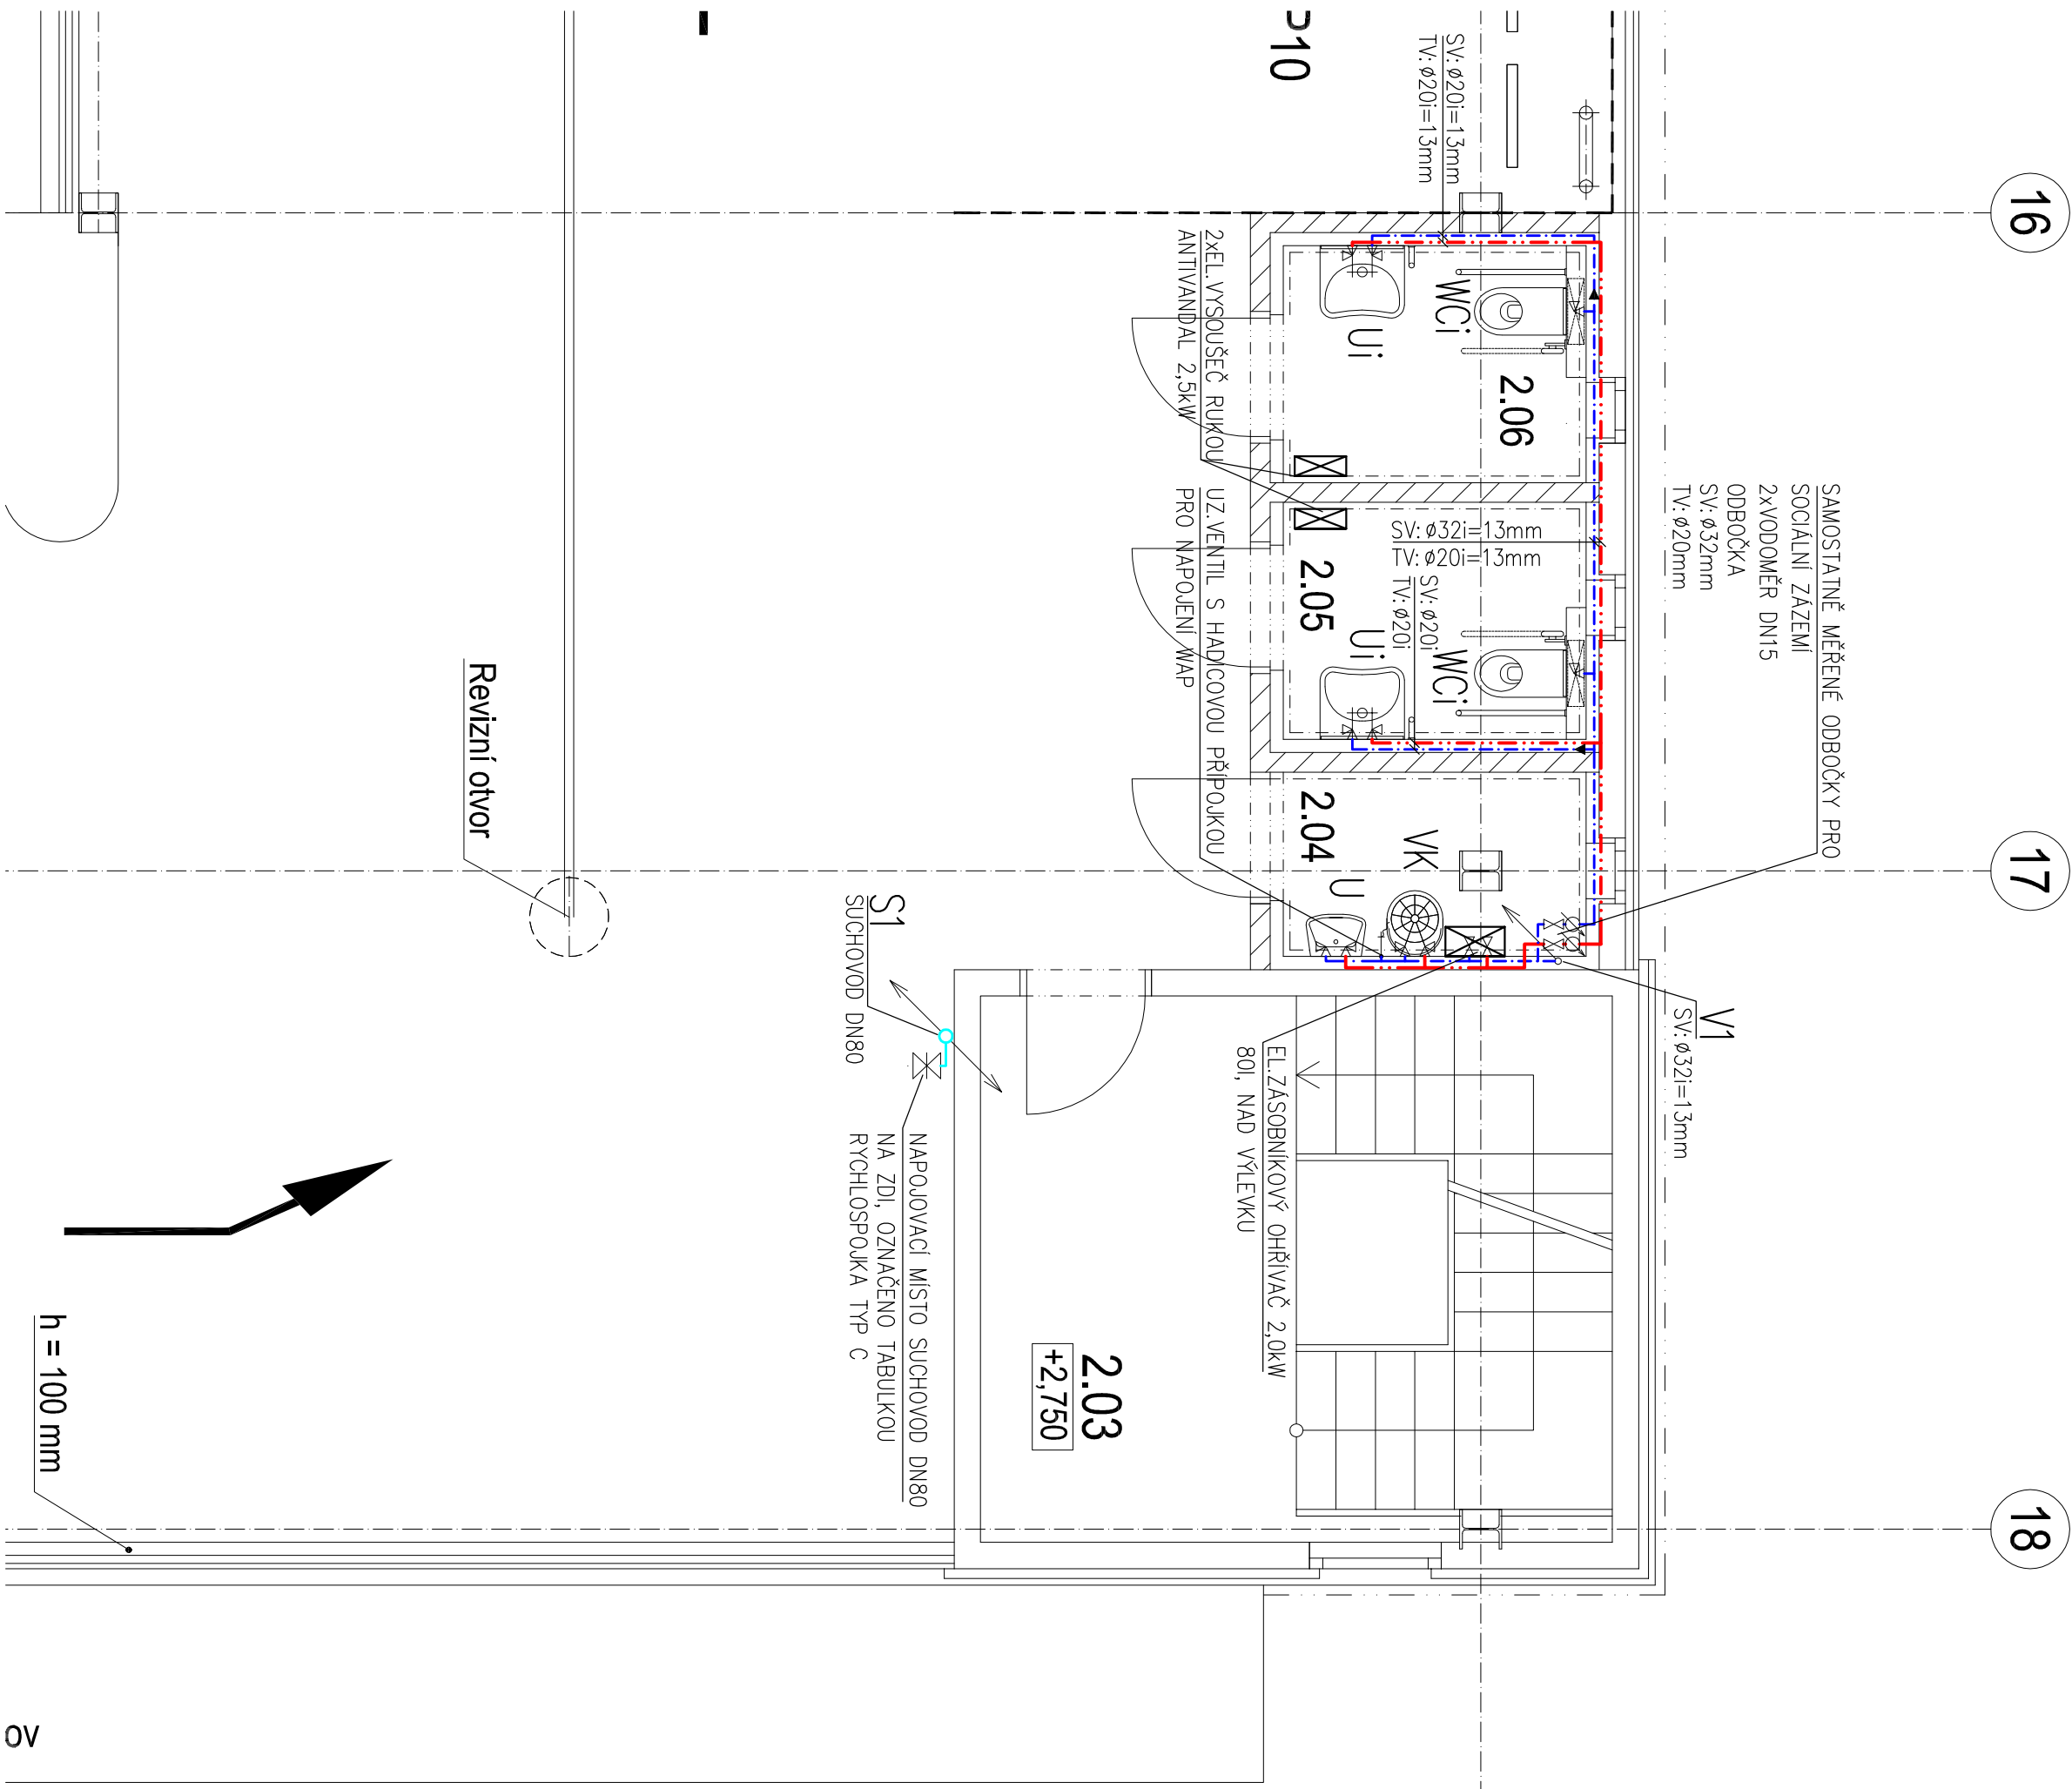 16
17
18
SAMOSTATNĚ MĚŘENÉ ODBOČKY PRO
SOCIÁLNÍ ZÁZEMÍ
2xVODOMĚR DN15
ODBOČKA
SV: ø32mm
TV: ø20mm
V1
SV: ø32i=13mm
SV: ø20i=13mm
TV: ø20i=13mm
WCi
Ui
2.06
2xEL.VYSOUŠEČ RUKOU
ANTIVANDAL 2,5kW
SV: ø32i=13mm
TV: ø20i=13mm
SV: ø20i
TV: ø20i
WCi
Ui
2.05
UZ.VENTIL S HADICOVOU PŘÍPOJKOU
PRO NAPOJENÍ WAP
2.04
VK
U
EL.ZÁSOBNÍKOVÝ OHŘÍVAČ 2,0kW
80l, NAD VÝLEVKU
2.03
+2,750
S1
SUCHOVOD DN80
NAPOJOVACÍ MÍSTO SUCHOVOD DN80
NA ZDI, OZNAČENO TABULKOU
RYCHLOSPOJKA TYP C
Revizní otvor
h = 100 mm
10
ov